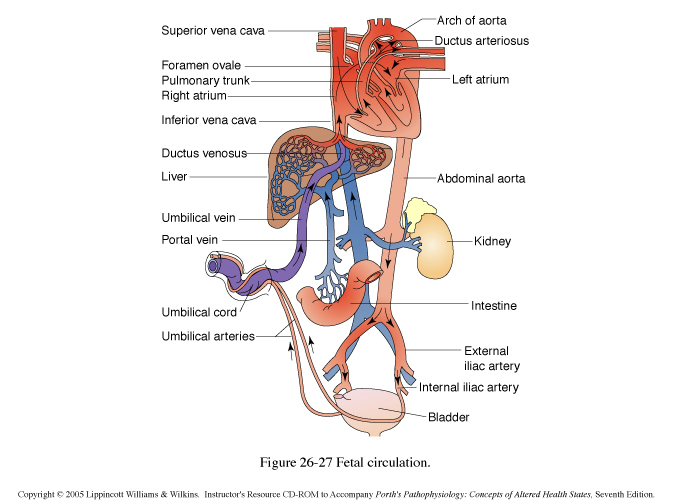 Superior vena cava
Foramen ovale
Pulmonary trunk
Right atrium
Inferior vena cava
Ductus venosus
Liver
Umbilical vein
Portal vein
Umbilical cord
Umbilical arteries
Arch of aorta
Ductus arteriosus
Left atrium
Abdominal aorta
Kidney
Intestine
External
iliac artery
Internal iliac artery
Bladder
Figure 26-27 Fetal circulation.
Copyright © 2005 Lippincott Williams & Wilkins. Instructor's Resource CD-ROM to Accompany Porth's Pathophysiology: Concepts of Altered Health States, Seventh Edition.